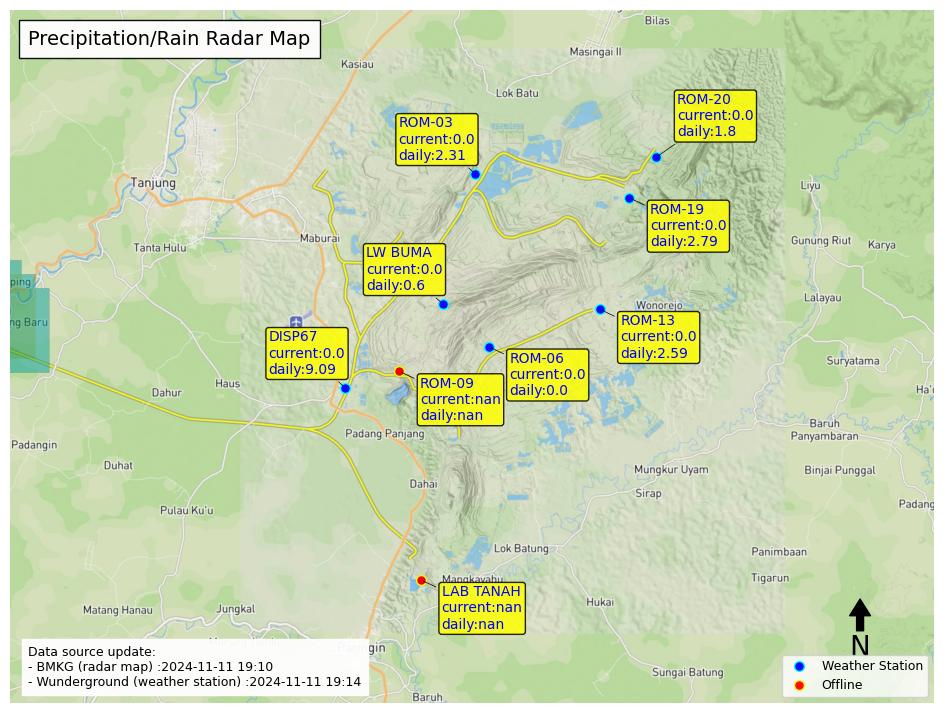 Precipitation/Rain Radar Map
Bilas
Masingai II
Kasiau
Lok Batu
ROM-20
current:0.0
daily:1.8
ROM-03
current:0.0
daily:2.31
Tanjung
Liyu
ROM-19
current:0.0
daily:2.79
Maburai
Tanta Hulu
Gunung Riut
Karya
LW BUMA
current:0.0
daily:0.6
ping
Lalayau
Wonorejo
ng Baru
ROM-13
current:0.0
daily:2.59
DISP67
current:0.0
daily:9.09
ROM-06
current:0.0
daily:0.0
Suryatama
ROM-09
current:nan
daily:nan
Haus
Dahur
Ha
Baruh
Panyambaran
Padang Panjang
Padangin
Duhat
Mungkur Uyam
Binjai Punggal
Dahai
Sirap
Padang
Pulau Ku'u
Lok Batung
Panimbaan
Mangkayahu
Tigarun
LAB TANAH
current:nan
daily:nan
Hukai
Matang Hanau
Jungkal
Sungai Batung
Baruh
N
Data source update:
- BMKG (radar map) :2024-11-11 19:10
- Wunderground (weather station) :2024-11-11 19:14
Weather Station
Offline